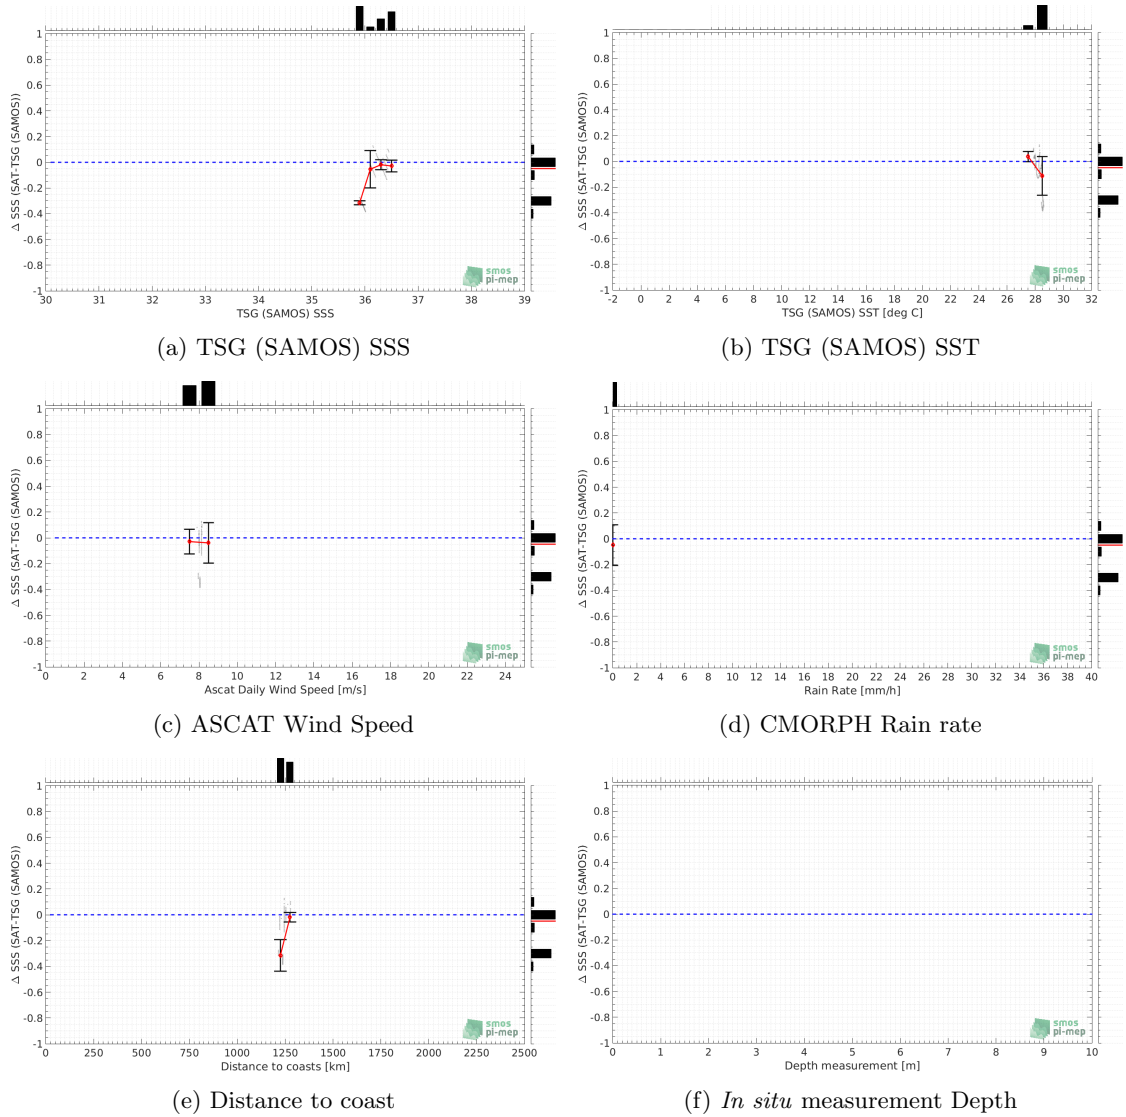 1
0.8
0.6
0.4
0.2
0
-0.2
-0.4
-0.6
-0.8
-1
Δ SSS (SAT-TSG (SAMOS))
30 31 32 33 34 35 36 37 38 39
TSG (SAMOS) SSS
smos
pi-mep
(a) TSG (SAMOS) SSS
1
0.8
0.6
0.4
0.2
0
-0.2
-0.4
-0.6
-0.8
-1
Δ SSS (SAT-TSG (SAMOS))
-2 0 2 4 6 8 10 12 14 16 18 20 22 24 26 28 30 32
TSG (SAMOS) SST [deg C]
smos
pi-mep
(b) TSG (SAMOS) SST
1
0.8
0.6
0.4
0.2
0
-0.2
-0.4
-0.6
-0.8
-1
Δ SSS (SAT-TSG (SAMOS))
0 2 4 6 8 10 12 14 16 18 20 22 24
Ascat Daily Wind Speed [m/s]
smos
pi-mep
(c) ASCAT Wind Speed
1
0.8
0.6
0.4
0.2
0
-0.2
-0.4
-0.6
-0.8
-1
Δ SSS (SAT-TSG (SAMOS))
0 2 4 6 8 10 12 14 16 18 20 22 24 26 28 30 32 34 36 38 40
Rain Rate [mm/h]
smos
pi-mep
(d) CMORPH Rain rate
1
0.8
0.6
0.4
0.2
0
-0.2
-0.4
-0.6
-0.8
-1
Δ SSS (SAT-TSG (SAMOS))
0 250 500 750 1000 1250 1500 1750 2000 2250 2500
Distance to coasts [km]
smos
pi-mep
(e) Distance to coast
1
0.8
0.6
0.4
0.2
0
-0.2
-0.4
-0.6
-0.8
-1
Δ SSS (SAT-TSG (SAMOS))
0 1 2 3 4 5 6 7 8 9 10
Depth measurement [m]
smos
pi-mep
(f) In situ measurement Depth